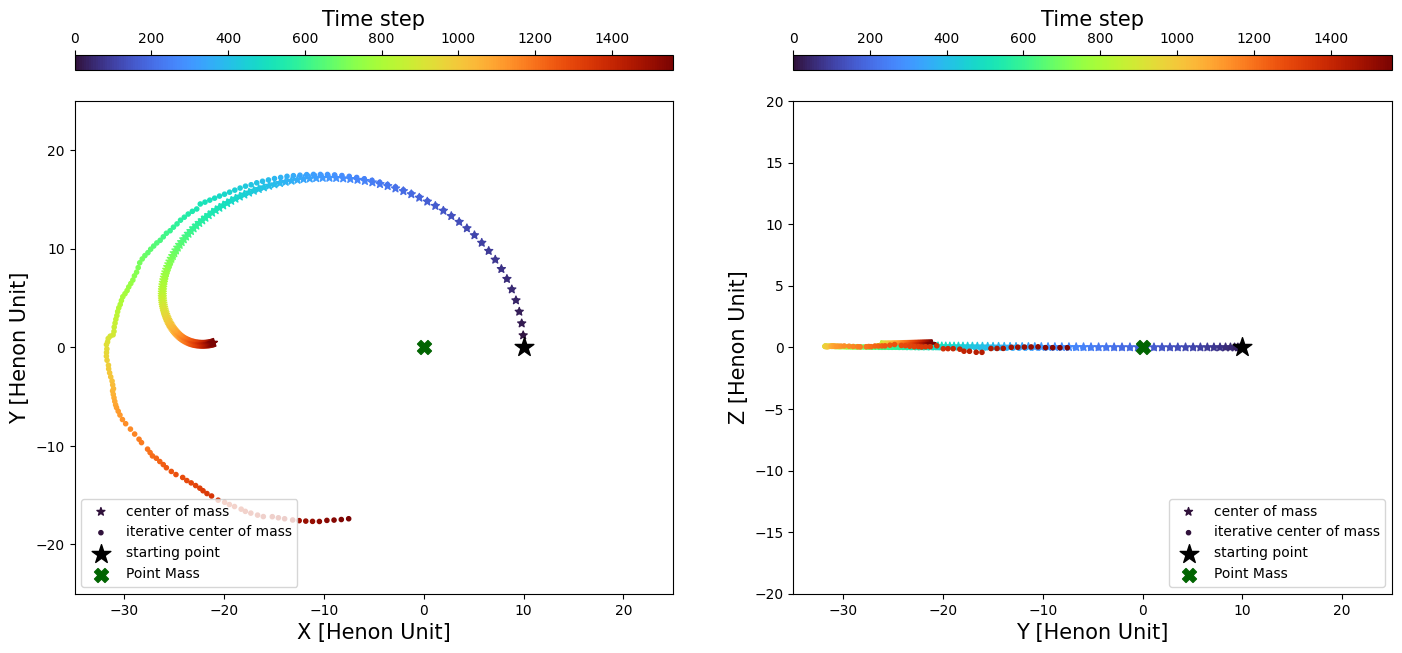 Time step
0 200 400 600 800 1000 1200 1400
20
10
0
−10
−20
Y [Henon Unit]
center of mass
iterative center of mass
starting point
Point Mass
−30 −20 −10 0 10 20
X [Henon Unit]
Time step
0 200 400 600 800 1000 1200 1400
20
15
10
5
0
−5
−10
−15
−20
Z [Henon Unit]
center of mass
iterative center of mass
starting point
Point Mass
−30 −20 −10 0 10 20
Y [Henon Unit]